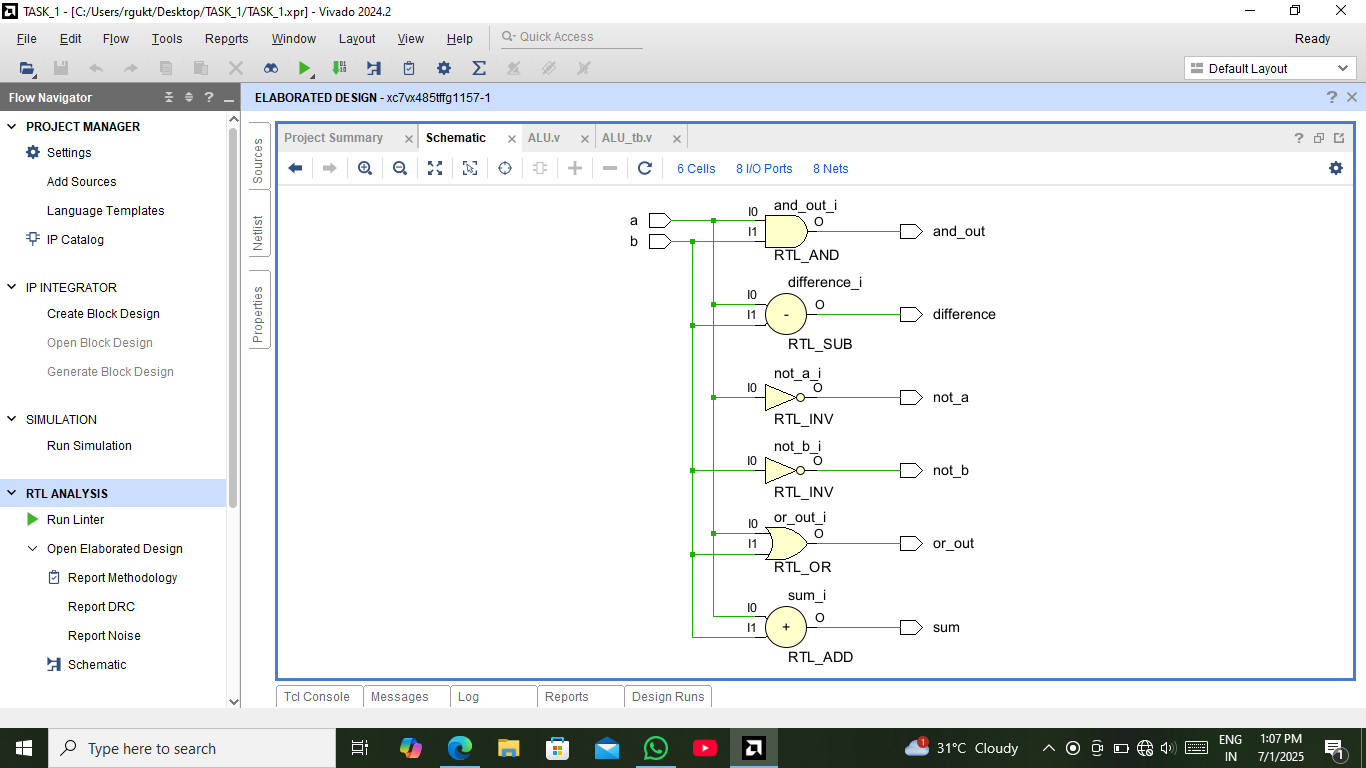 TASK_1 - [C:/Users/rgukt/Desktop/TASK_1/TASK_1.xpr] - Vivado 2024.2
File Edit Flow Tools Reports Window Layout View Help Quick Access Ready
Default Layout
Flow Navigator ?
ELABORATED DESIGN - xc7vx485tffg1157-1 ?
PROJECT MANAGER
Settings
Add Sources
Language Templates
IP Catalog
IP INTEGRATOR
Create Block Design
Open Block Design
Generate Block Design
SIMULATION
Run Simulation
RTL ANALYSIS
Run Linter
Open Elaborated Design
Report Methodology
Report DRC
Report Noise
Schematic
Sources
Netlist
Properties
Project Summary Schematic ALU.v ALU_tb.v ?
6 Cells 8 I/O Ports 8 Nets
a
b
and_out_i
I0
I1
O
RTL_AND
and_out
difference_i
I0
I1
-
O
RTL_SUB
difference
not_a_i
I0
O
RTL_INV
not_a
not_b_i
I0
O
RTL_INV
not_b
or_out_i
I0
I1
O
RTL_OR
or_out
sum_i
I0
I1
+
O
RTL_ADD
sum
Tcl Console Messages Log Reports Design Runs
Type here to search
1
31°C Cloudy
ENG
IN
1:07 PM
7/1/2025
1